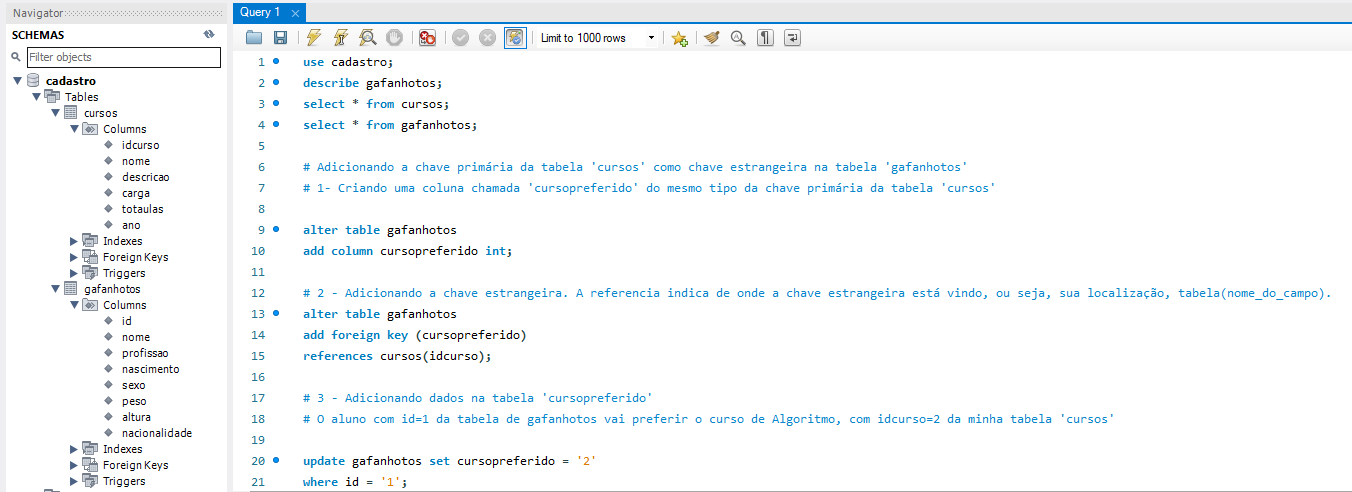 Navigator
SCHEMAS
Filter objects
cadastro
Tables
cursos
Columns
idcurso
nome
descricao
carga
totaulas
ano
Indexes
Foreign Keys
Triggers
gafanhotos
Columns
id
nome
profissao
nascimento
sexo
peso
altura
nacionalidade
Indexes
Foreign Keys
Triggers
Query 1
Limit to 1000 rows
1 use cadastro;
2 describe gafanhotos;
3 select * from cursos;
4 select * from gafanhotos;
5
6 # Adicionando a chave primária da tabela 'cursos' como chave estrangeira na tabela 'gafanhotos'
7 # 1- Criando uma coluna chamada 'cursopreferido' do mesmo tipo da chave primária da tabela 'cursos'
8
9 alter table gafanhotos
10 add column cursopreferido int;
11
12 # 2 - Adicionando a chave estrangeira. A referencia indica de onde a chave estrangeira está vindo, ou seja, sua localização, tabela(nome_do_campo).
13 alter table gafanhotos
14 add foreign key (cursopreferido)
15 references cursos(idcurso);
16
17 # 3 - Adicionando dados na tabela 'cursopreferido'
18 # O aluno com id=1 da tabela de gafanhotos vai preferir o curso de Algoritmo, com idcurso=2 da minha tabela 'cursos'
19
20 update gafanhotos set cursopreferido = '2'
21 where id = '1';